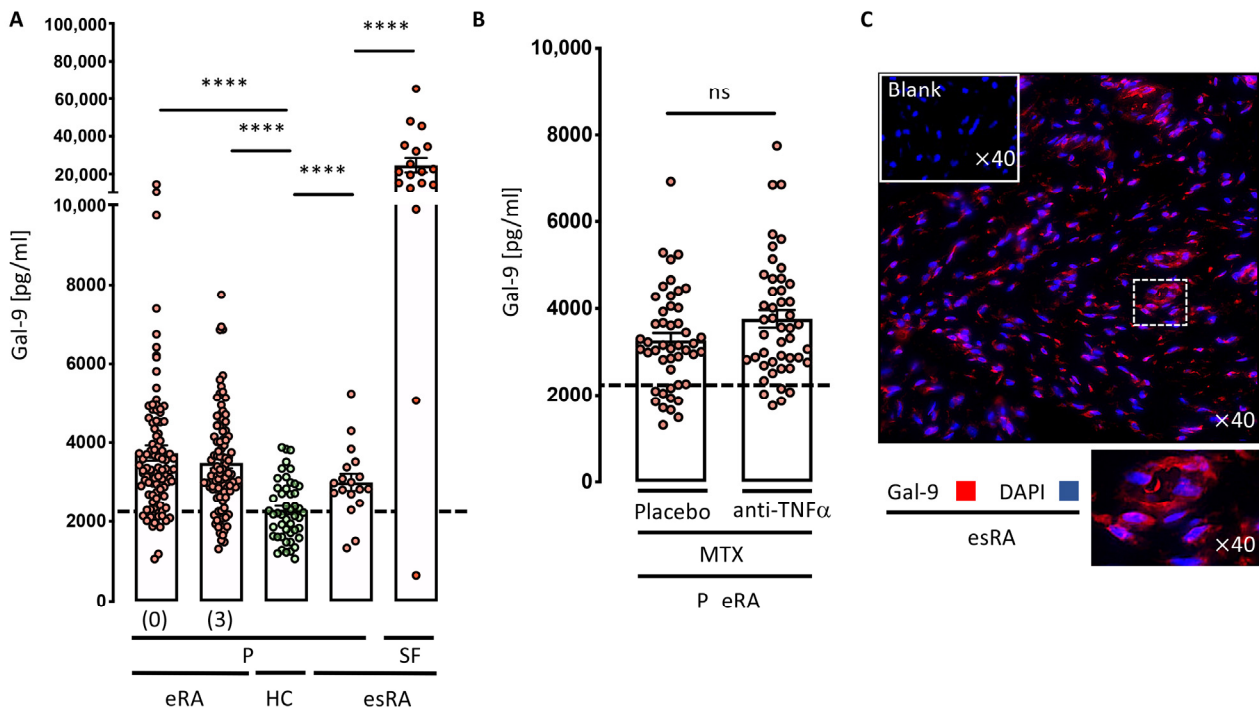 A
Gal-9 [pg/ml]
100,000
80,000
60,000
40,000
20,000
10,000
8000
6000
4000
2000
0
****
****
****
****
(0) (3)
P SF
eRA HC esRA
B
Gal-9 [pg/ml]
10,000
8000
6000
4000
2000
0
ns
Placebo anti-TNFα
MTX
P eRA
C
Blank
×40
×40
Gal-9 DAPI
esRA
×40